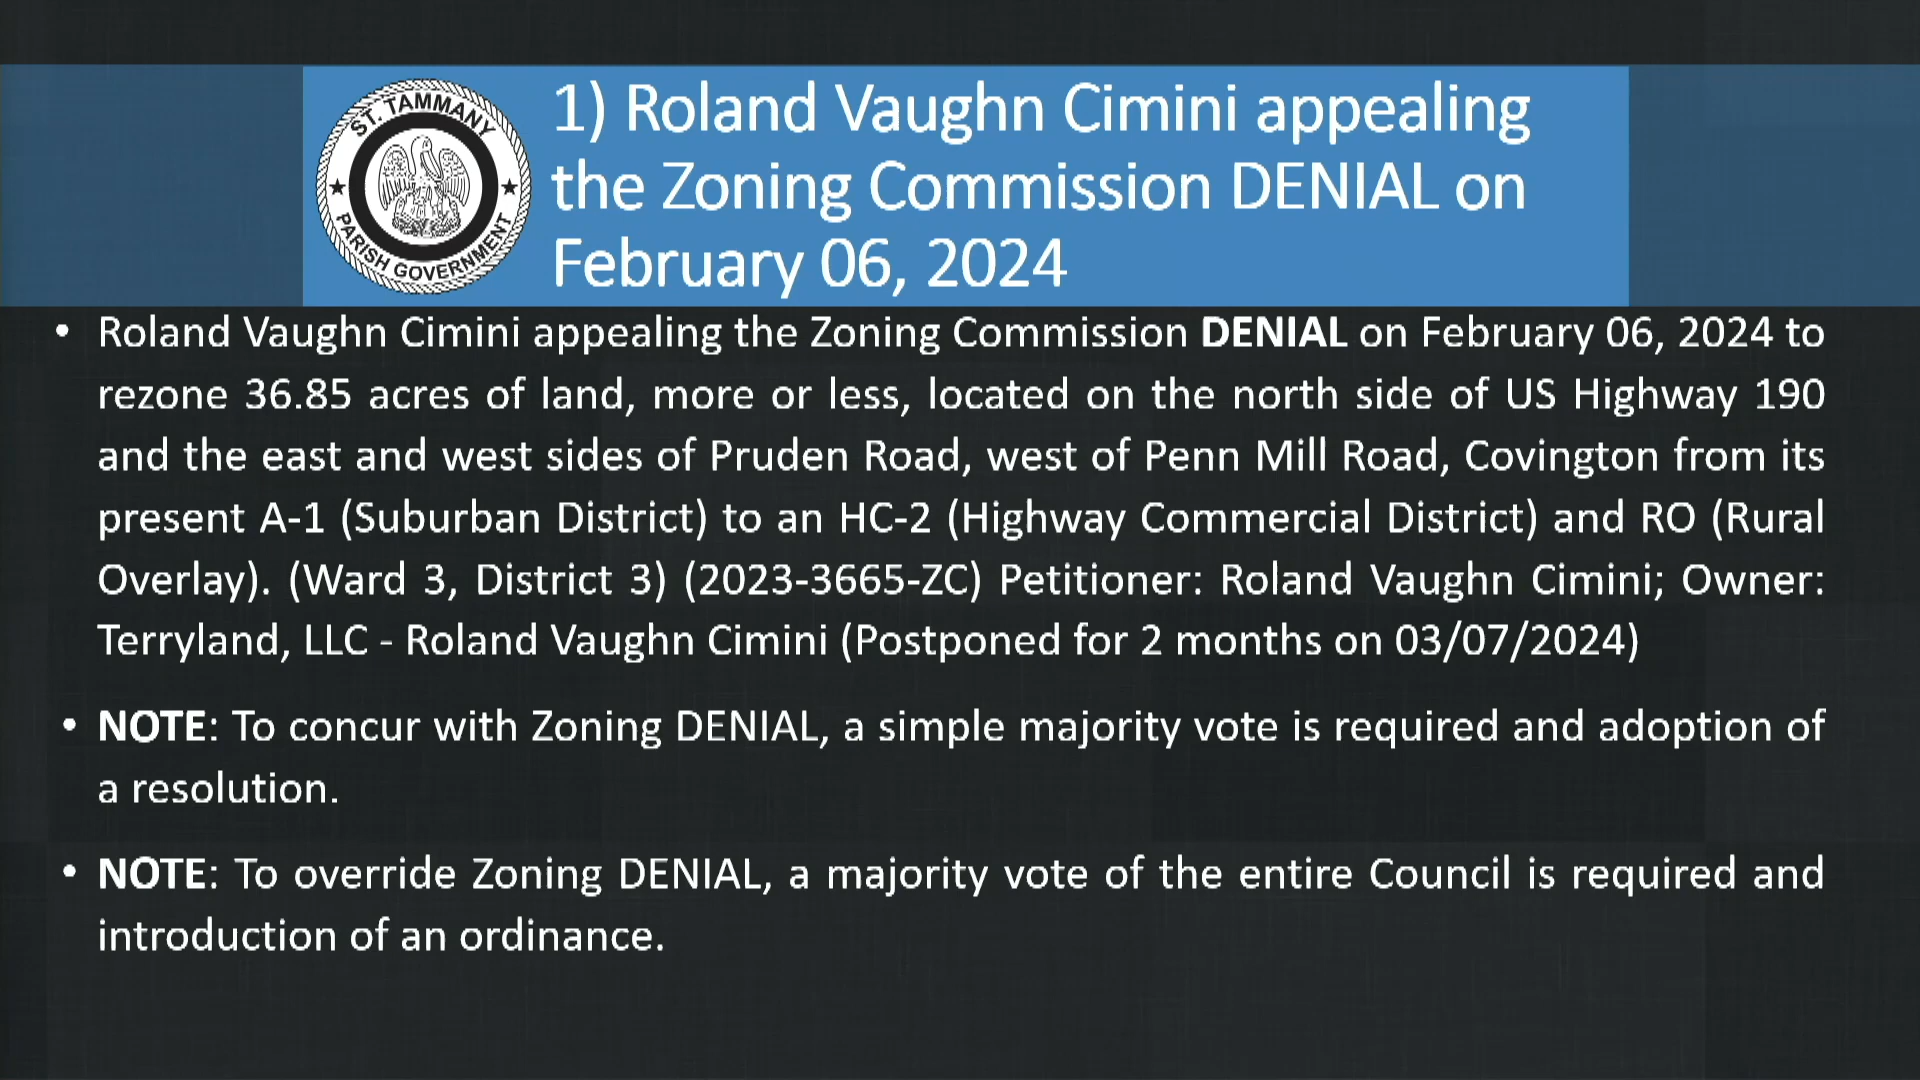 ST. TAMMANY
PARISH GOVERNMENT
1) Roland Vaughn Cimini appealing
the Zoning Commission DENIAL on
February 06, 2024
• Roland Vaughn Cimini appealing the Zoning Commission DENIAL on February 06, 2024 to
rezone 36.85 acres of land, more or less, located on the north side of US Highway 190
and the east and west sides of Pruden Road, west of Penn Mill Road, Covington from its
present A-1 (Suburban District) to an HC-2 (Highway Commercial District) and RO (Rural
Overlay). (Ward 3, District 3) (2023-3665-ZC) Petitioner: Roland Vaughn Cimini; Owner:
Terryland, LLC - Roland Vaughn Cimini (Postponed for 2 months on 03/07/2024)
• NOTE: To concur with Zoning DENIAL, a simple majority vote is required and adoption of
a resolution.
• NOTE: To override Zoning DENIAL, a majority vote of the entire Council is required and
introduction of an ordinance.